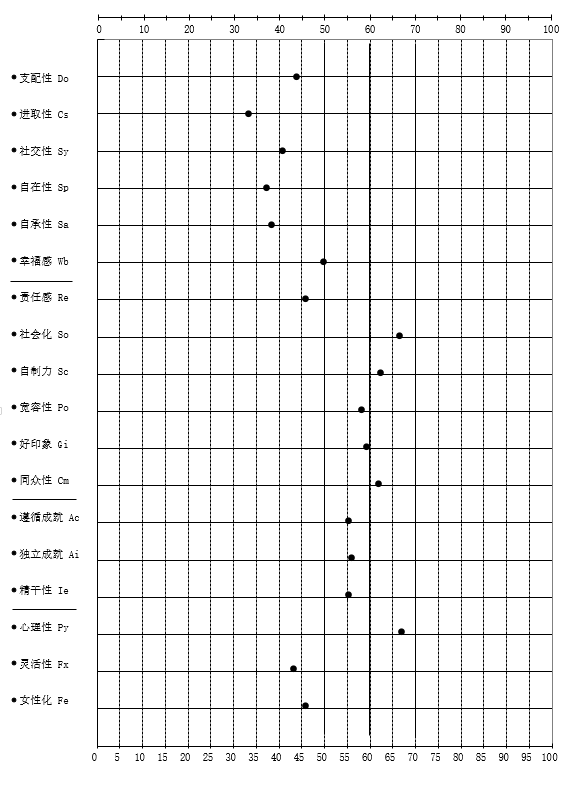 0 10 20 30 40 50 60 70 80 90 100
● 支配性 Do
● 进取性 Cs
● 社交性 Sy
● 自在性 Sp
● 自承性 Sa
● 幸福感 Wb
● 责任感 Re
● 社会化 So
● 自制力 Sc
● 宽容性 Po
● 好印象 Gi
● 同众性 Cm
● 遵循成就 Ac
● 独立成就 Ai
● 精干性 Ie
● 心理性 Py
● 灵活性 Fx
● 女性化 Fe
0 5 10 15 20 25 30 35 40 45 50 55 60 65 70 75 80 85 90 95 100